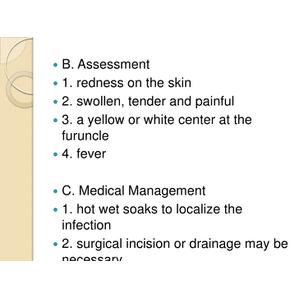 B. Assessment
1. redness on the skin
2. swollen, tender and painful
3. a yellow or white center at the
furuncle
4. fever
C. Medical Management
1. hot wet soaks to localize the
infection
2. surgical incision or drainage may be
necessary